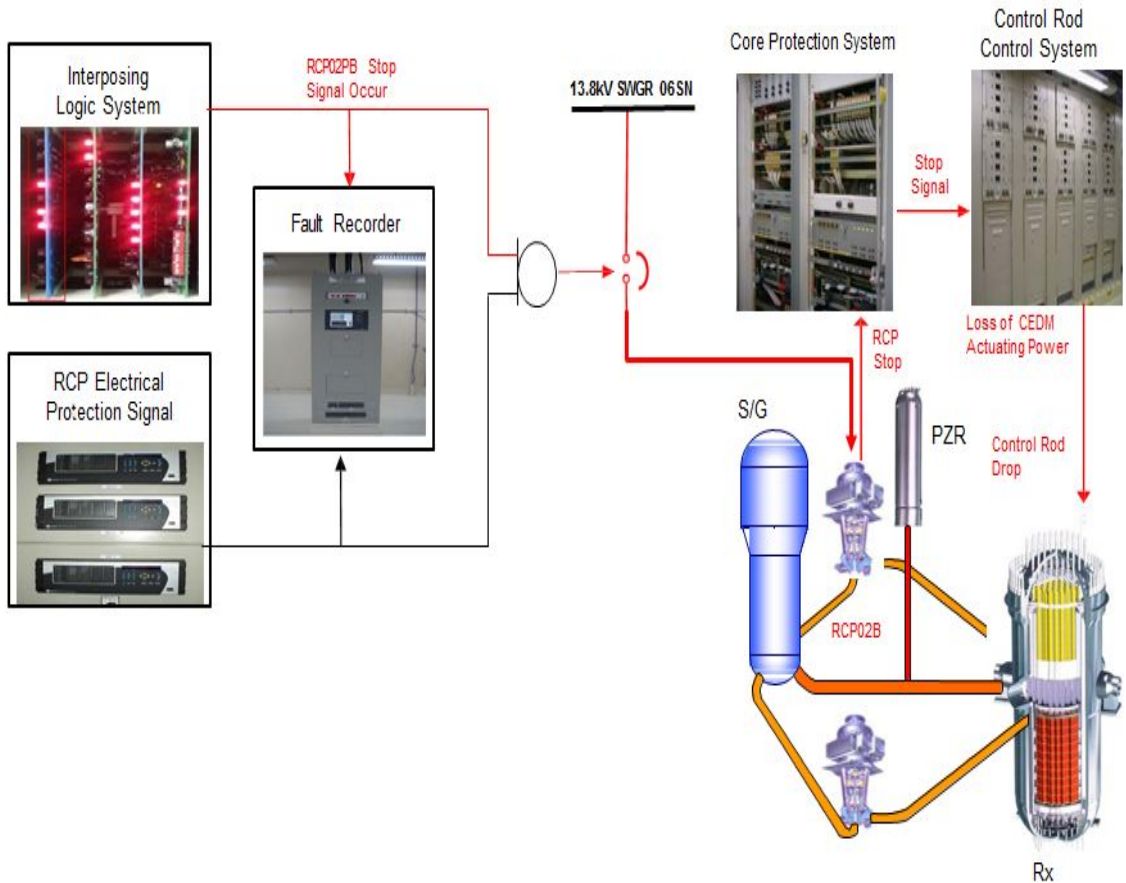 Interposing
Logic System
RCP02PB Stop
Signal Occur
Fault Recorder
RCP Electrical
Protection Signal
13.8kV SWGR 06SN
Core Protection System
Control Rod
Control System
Stop
Signal
RCP
Stop
Loss of CEDM
Actuating Power
Control Rod
Drop
S/G
PZR
RCP02B
Rx